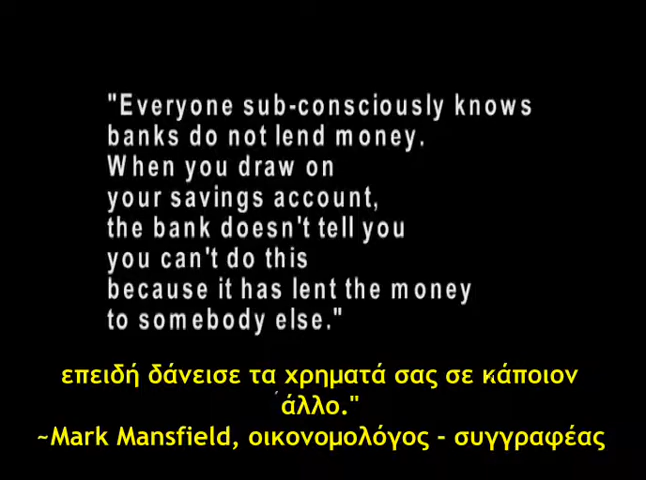 "Everyone sub-consciously knows
banks do not lend money.
When you draw on
your savings account,
the bank doesn't tell you
you can't do this
because it has lent the money
to somebody else."
επειδή δάνεισε τα χρηματά σας σε κάποιον
΄άλλο."
~Mark Mansfield, οικονομολόγος - συγγραφέας